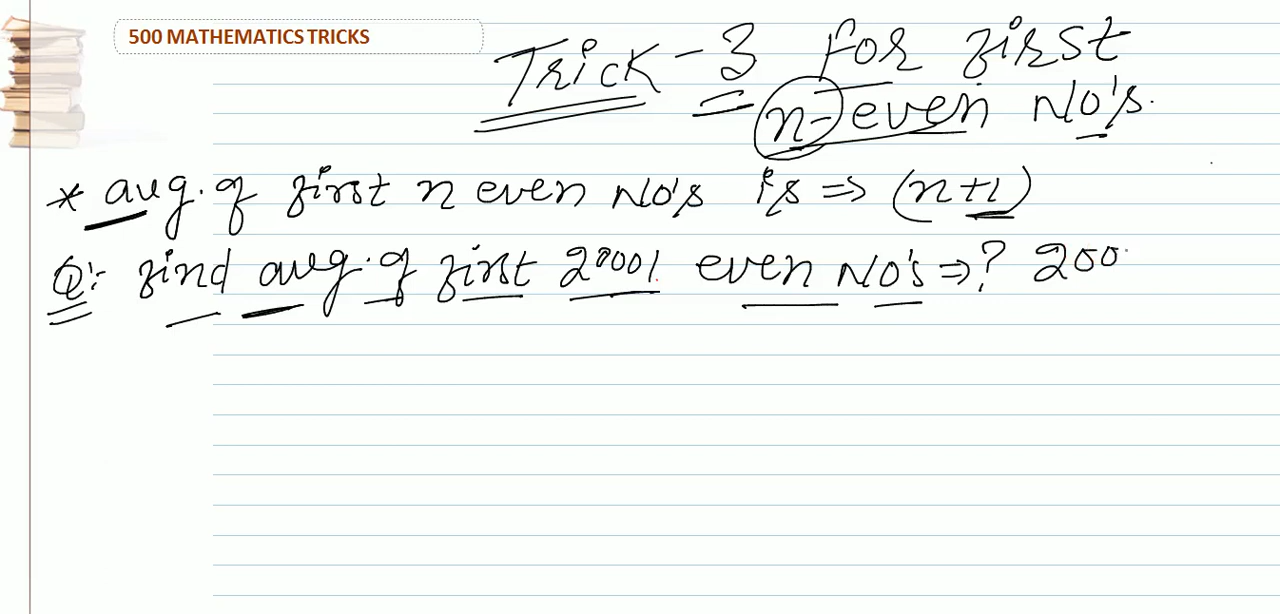 500 MATHEMATICS TRICKS
Trick - 3 For first
n-even No's.
* avg. of first n even No's is ⇒ (n+1)
Q:- find avg. of first 20001 even No's ⇒ ? 200